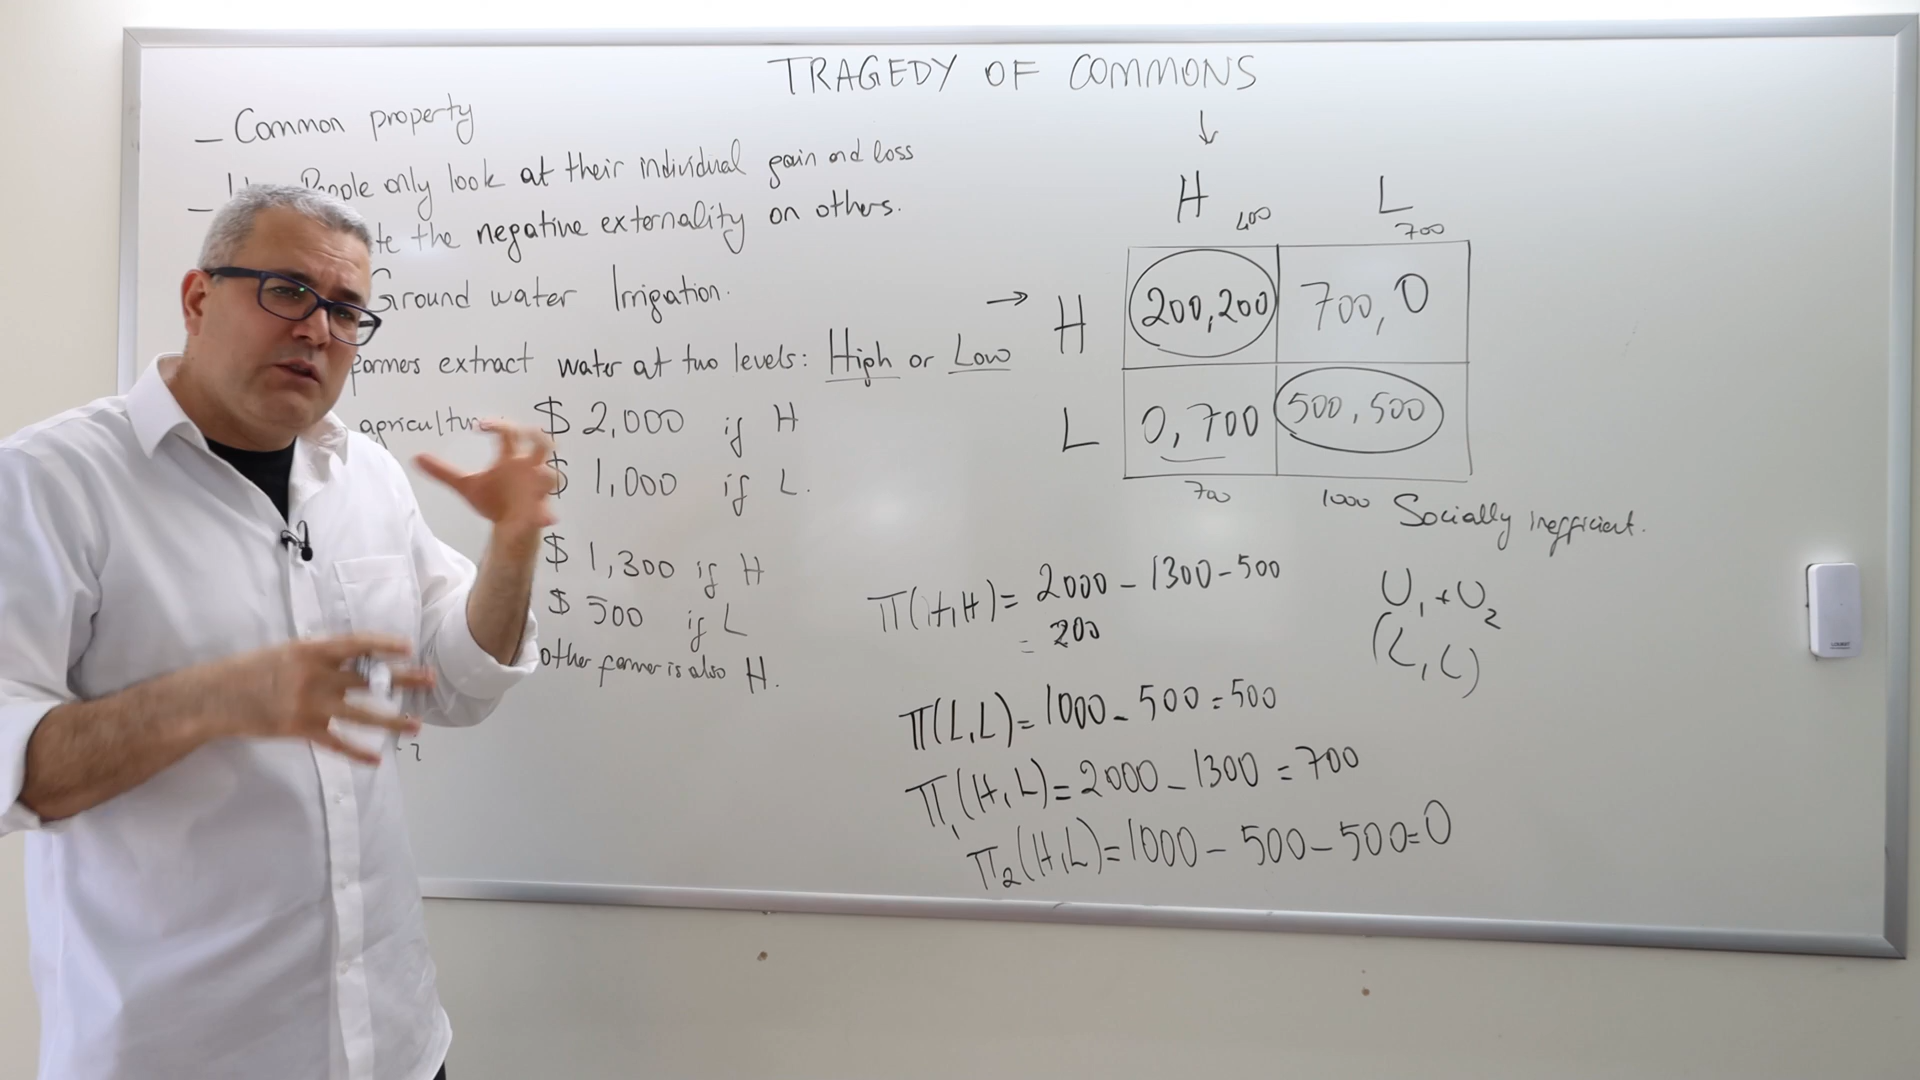 TRAGEDY OF COMMONS
— Common property
— People only look at their individual gain and loss
the negative externality on others.
Ground water Irrigation.
farmers extract water at two levels: High or Low
agriculture $ 2,000 if H
$ 1,000 if L.
$ 1,300 if H
$ 500 if L
other farmer is also H.
↓
H L
400 700
→ H 200,200 700,0
L 0,700 500,500
700 1000
Socially inefficient.
π(H,H)= 2000 – 1300 – 500
= 200
U1 + U2
(L,L)
π(L,L)= 1000 – 500 = 500
π1(H,L)= 2000 – 1300 = 700
π2(H,L)= 1000 – 500 – 500 = 0